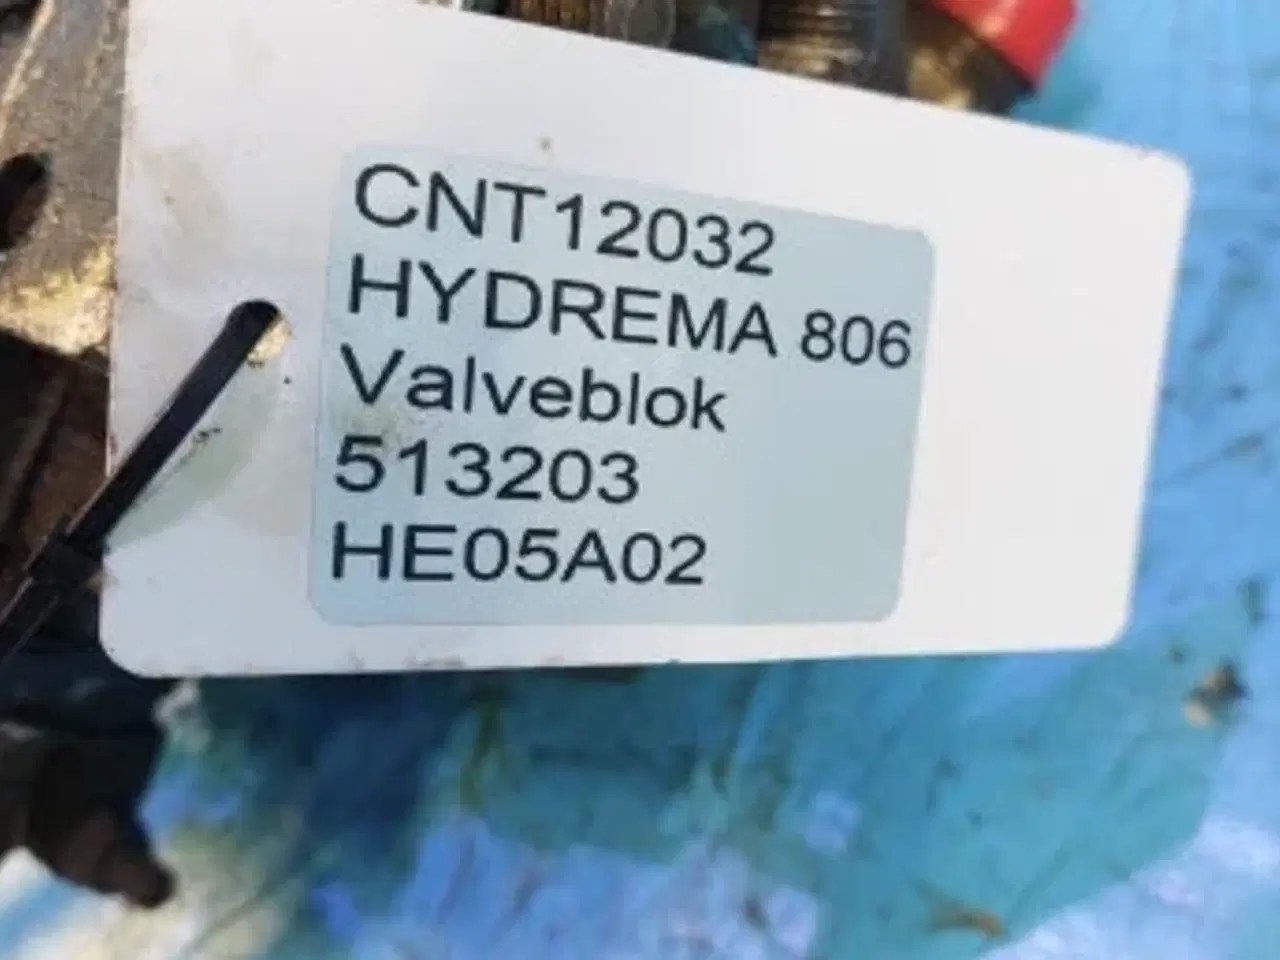 CNT12032
HYDREMA 806
Valveblok
513203
HE05A02